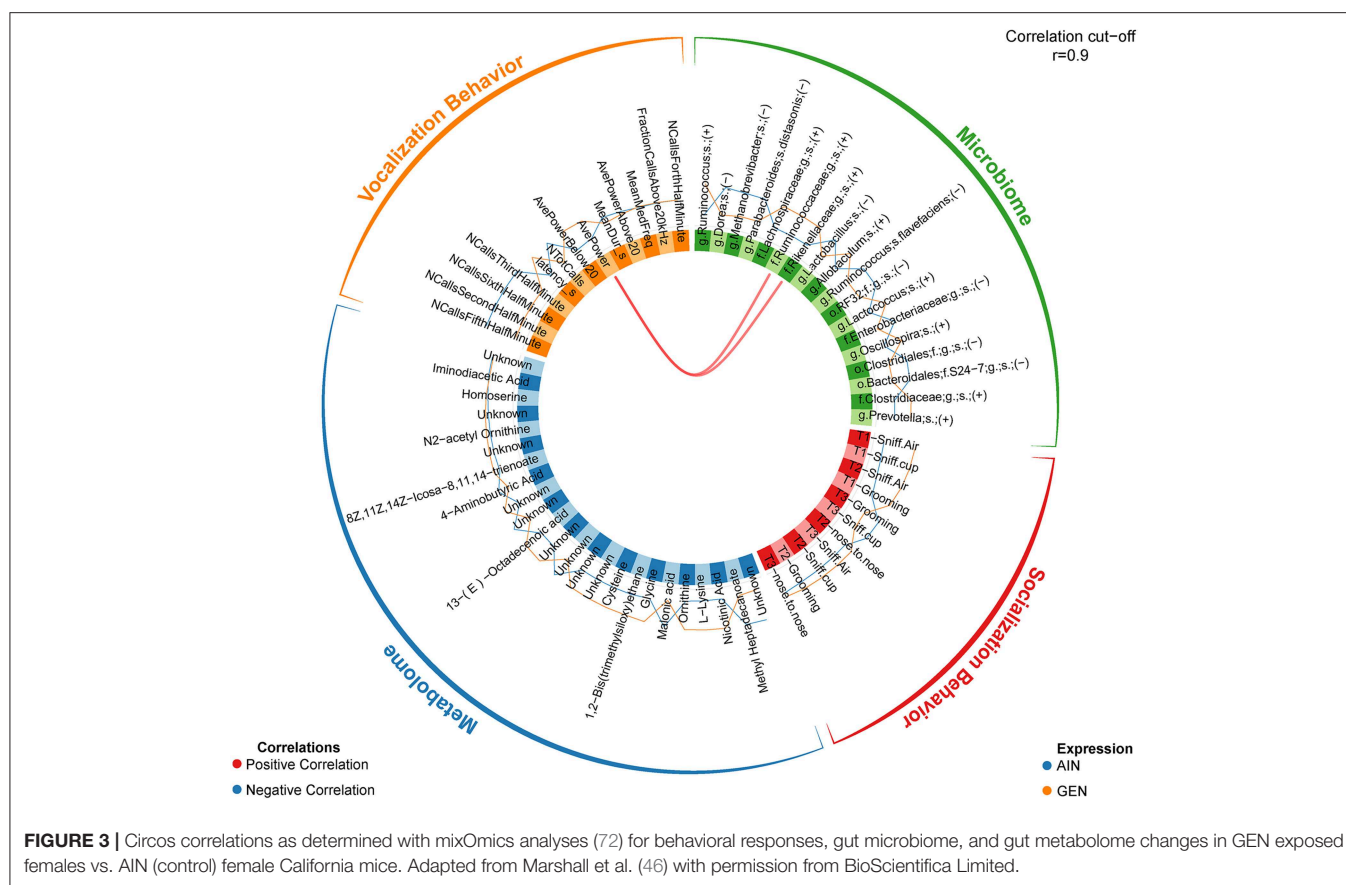 Correlation cut-off
r=0.9
Vocalization Behavior
Microbiome
Socialization Behavior
Metabolome
NCallsForthHalfMinute
FractionCallsAbove20kHz
MeanMedFreq
AvePowerAbove20
MeanDur_s
AvePower
AvePowerBelow20
NTotCalls
latency_s
NCallsThirdHalfMinute
NCallsSixthHalfMinute
NCallsSecondHalfMinute
NCallsFifthHalfMinute
g.Ruminococcus;s.;(+)
g.Dorea;s.;(-)
g.Methanobrevibacter;s.;(-)
g.Parabacteroides;s.distasonis;(-)
f.Lachnospiraceae;g.;s.;(+)
f.Ruminococcaceae;g.;s.;(+)
f.Rikenellaceae;g.;s.;(+)
g.Lactobacillus;s.;(-)
g.Allobaculum;s.;(+)
g.Ruminococcus;s.flavefaciens;(-)
o.RF32;f.;g.;s.;(-)
g.Lactococcus;s.;(+)
f.Enterobacteriaceae;g.;s.;(-)
g.Oscillospira;s.;(+)
o.Clostridiales;f.;g.;s.;(-)
o.Bacteroidales;f.S24-7;g.;s.;(-)
f.Clostridiaceae;g.;s.;(+)
g.Prevotella;s.;(+)
T1-Sniff.Air
T1-Sniff.cup
T2-Sniff.Air
T1-Grooming
T3-Grooming
T3-Sniff.cup
T2-nose.to.nose
T3-Sniff.Air
T2-Sniff.cup
T2-Grooming
T3-nose.to.nose
Unknown
Iminodiacetic Acid
Homoserine
Unknown
N2-acetyl Ornithine
Unknown
8Z,11Z,14Z-Icosa-8,11,14-trienoate
4-Aminobutyric Acid
Unknown
Unknown
13-( E ) -Octadecenoic acid
Unknown
Unknown
Unknown
Unknown
Cysteine
1,2-Bis(trimethylsiloxy)ethane
Glycine
Malonic acid
Ornithine
L-Lysine
Nicotinic Acid
Methyl Heptadecanoate
Unknown
Correlations
Positive Correlation
Negative Correlation
Expression
AIN
GEN
FIGURE 3 | Circos correlations as determined with mixOmics analyses (72) for behavioral responses, gut microbiome, and gut metabolome changes in GEN exposed
females vs. AIN (control) female California mice. Adapted from Marshall et al. (46) with permission from BioScientifica Limited.